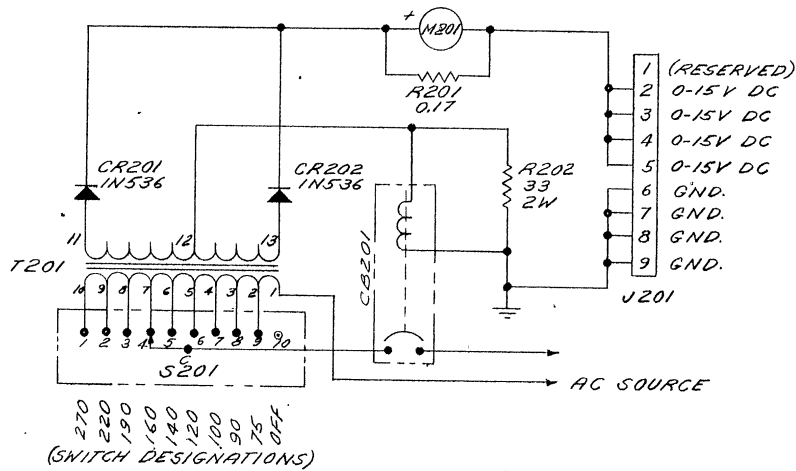 +
M201
R201
0.17
1 (RESERVED)
2 0-15V DC
3 0-15V DC
4 0-15V DC
5 0-15V DC
6 GND.
7 GND.
8 GND.
9 GND.
J201
CR201
1N536
CR202
1N536
R202
33
2W
11 12 13
T201
CB201
10 9 8 7 6 5 4 3 2 1
1 2 3 4 5 6 7 8 9 10
C
S201
AC SOURCE
270 220 190 160 140 120 100 90 75 OFF
(SWITCH DESIGNATIONS)